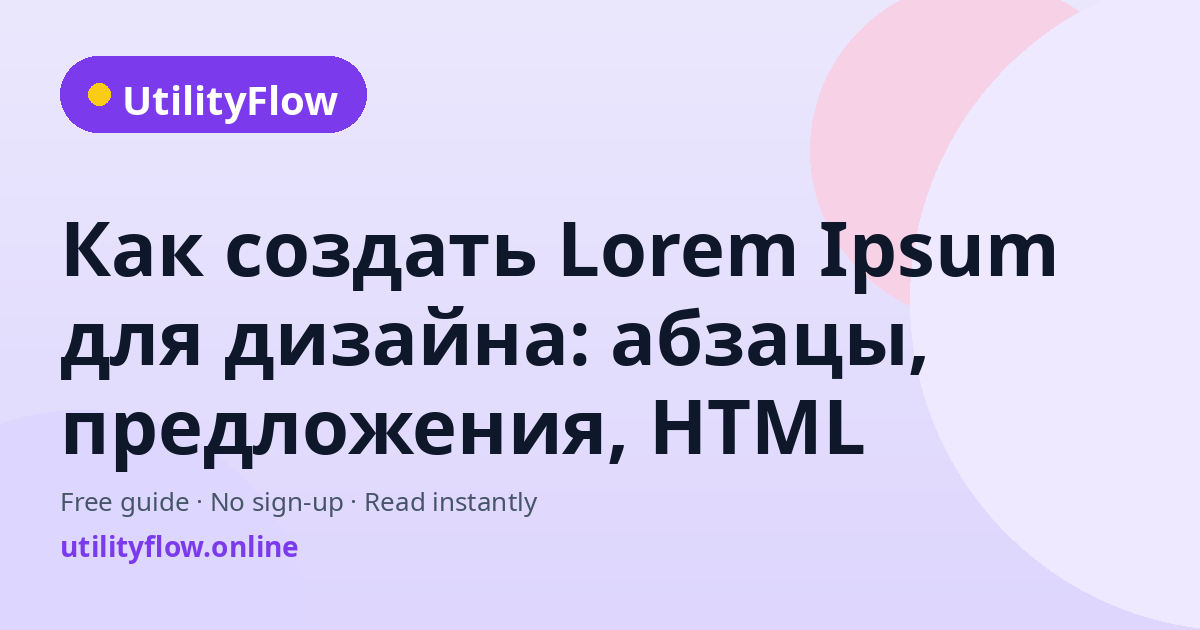 UtilityFlow
Как создать Lorem Ipsum
для дизайна: абзацы,
предложения, HTML
Free guide · No sign-up · Read instantly
utilityflow.online